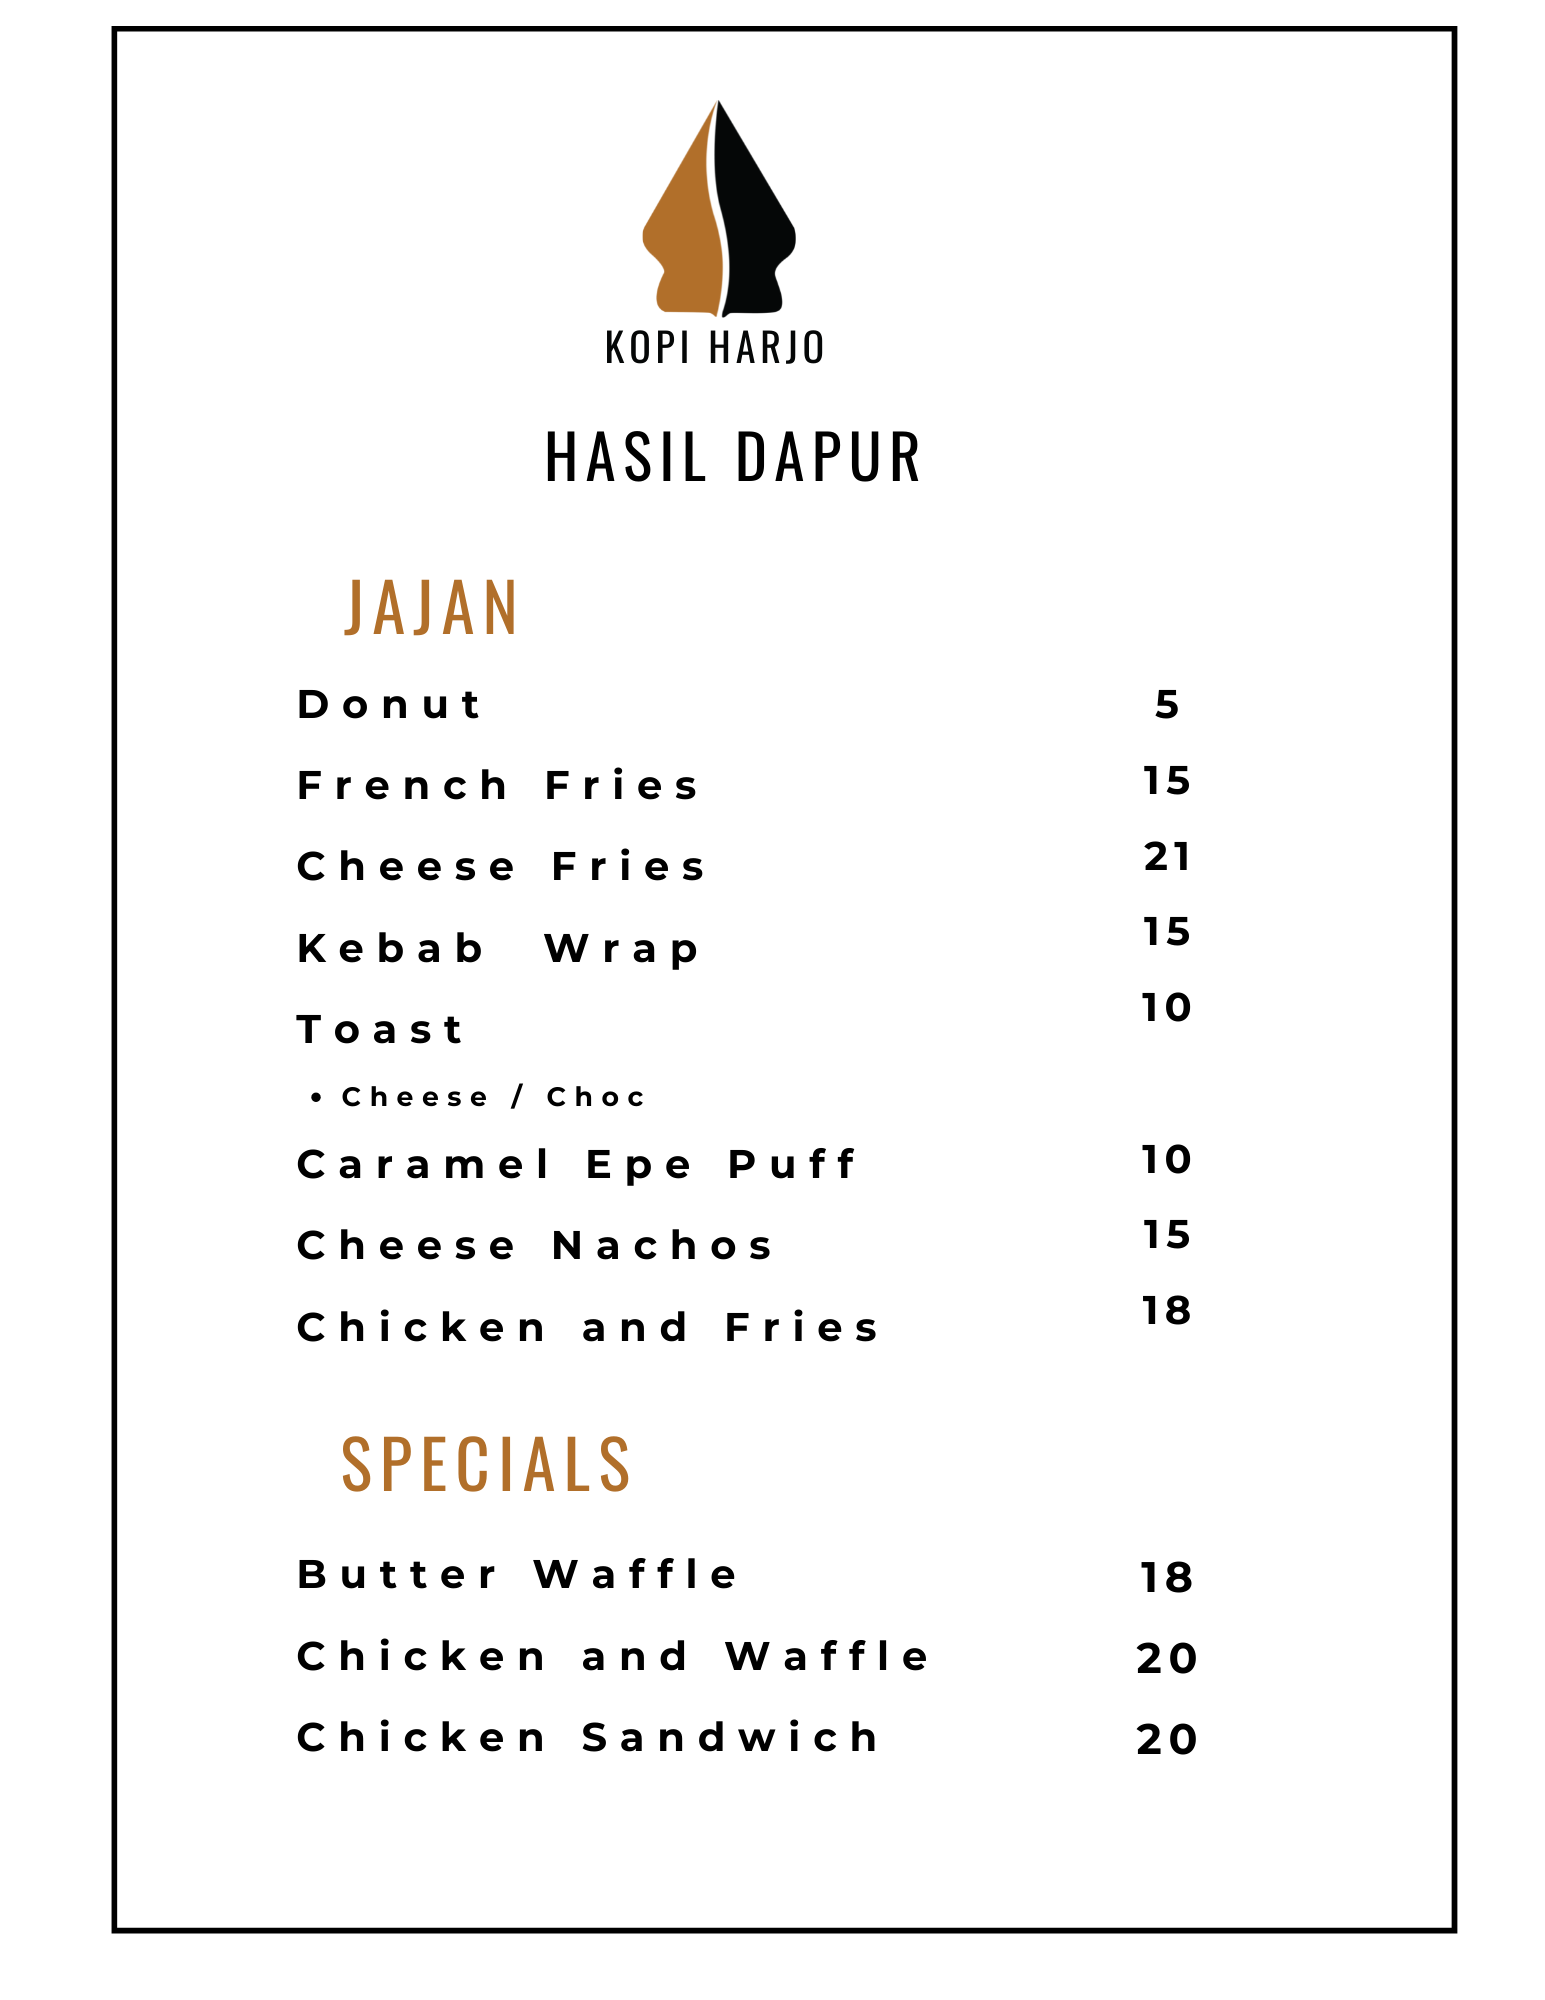 KOPI HARJO
HASIL DAPUR
JAJAN
Donut 5
French Fries 15
Cheese Fries 21
Kebab Wrap 15
Toast 10
• Cheese / Choc
Caramel Epe Puff 10
Cheese Nachos 15
Chicken and Fries 18
SPECIALS
Butter Waffle 18
Chicken and Waffle 20
Chicken Sandwich 20